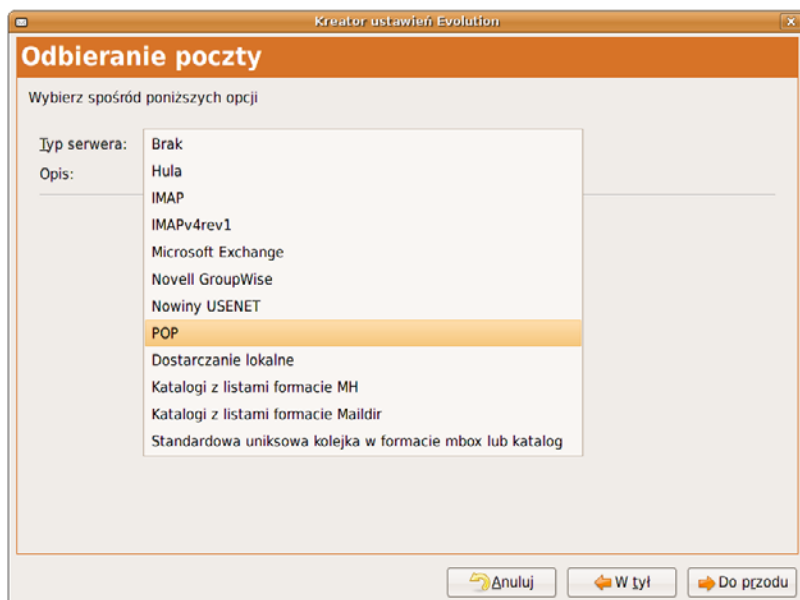 Kreator ustawień Evolution
Odbieranie poczty
Wybierz spośród poniższych opcji
Typ serwera:
Brak
Opis:
Hula
IMAP
IMAPv4rev1
Microsoft Exchange
Novell GroupWise
Nowiny USENET
POP
Dostarczanie lokalne
Katalogi z listami formacie MH
Katalogi z listami formacie Maildir
Standardowa uniksowa kolejka w formacie mbox lub katalog
Anuluj
W tył
Do przodu